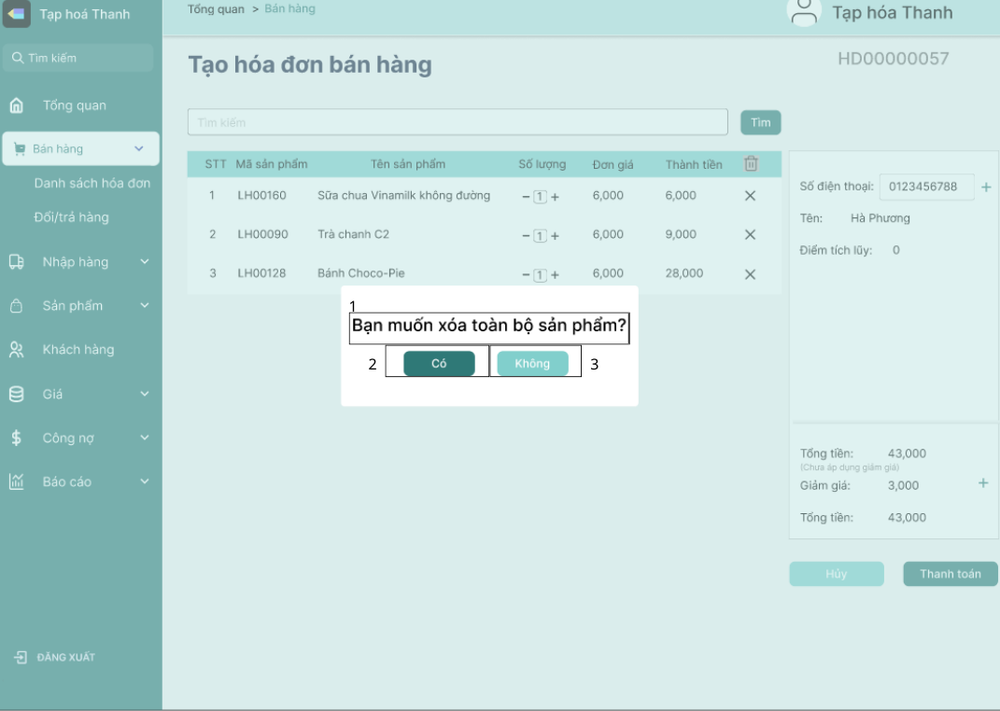 Tạp hoá Thanh
Tổng quan > Bán hàng
Tạp hóa Thanh
Tìm kiếm
Tạo hóa đơn bán hàng
HD00000057
Tổng quan
Tìm kiếm
Tìm
Bán hàng
Danh sách hóa đơn
Đổi/trả hàng
Nhập hàng
Sản phẩm
Khách hàng
Giá
Công nợ
Báo cáo
ĐĂNG XUẤT
STT Mã sản phẩm Tên sản phẩm Số lượng Đơn giá Thành tiền
1 LH00160 Sữa chua Vinamilk không đường - 1 + 6,000 6,000
2 LH00090 Trà chanh C2 - 1 + 6,000 9,000
3 LH00128 Bánh Choco-Pie - 1 + 6,000 28,000
1
Bạn muốn xóa toàn bộ sản phẩm?
2 Có Không 3
Số điện thoại: 0123456788 +
Tên: Hà Phương
Điểm tích lũy: 0
Tổng tiền: 43,000
(Chưa áp dụng giảm giá)
Giảm giá: 3,000 +
Tổng tiền: 43,000
Hủy Thanh toán